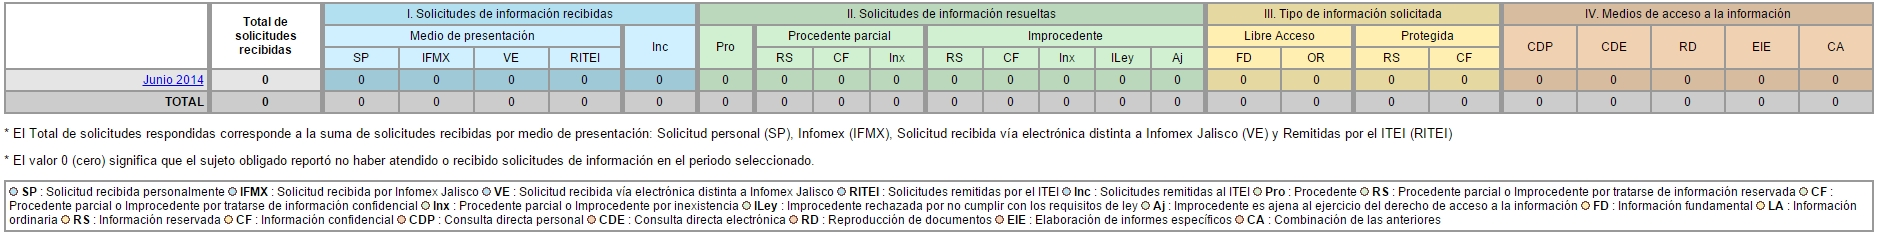 Total de solicitudes recibidas I. Solicitudes de información recibidas II. Solicitudes de información resueltas III. Tipo de información solicitada IV. Medios de acceso a la información
Medio de presentación Inc Pro Procedente parcial Improcedente Libre Acceso Protegida CDP CDE RD EIE CA
SP IFMX VE RITEI RS CF Inx RS CF Inx ILey Aj FD OR RS CF
Junio 2014 0 0 0 0 0 0 0 0 0 0 0 0 0 0 0 0 0 0 0 0 0 0 0 0
TOTAL 0 0 0 0 0 0 0 0 0 0 0 0 0 0 0 0 0 0 0 0 0 0 0 0
* El Total de solicitudes respondidas corresponde a la suma de solicitudes recibidas por medio de presentación: Solicitud personal (SP), Infomex (IFMX), Solicitud recibida vía electrónica distinta a Infomex Jalisco (VE) y Remitidas por el ITEI (RITEI)
* El valor 0 (cero) significa que el sujeto obligado reportó no haber atendido o recibido solicitudes de información en el periodo seleccionado.
SP : Solicitud recibida personalmente IFMX : Solicitud recibida por Infomex Jalisco VE : Solicitud recibida vía electrónica distinta a Infomex Jalisco RITEI : Solicitudes remitidas por el ITEI Inc : Solicitudes remitidas al ITEI Pro : Procedente RS : Procedente parcial o Improcedente por tratarse de información reservada CF :
Procedente parcial o Improcedente por tratarse de información confidencial Inx : Procedente parcial o Improcedente por inexistencia ILey : Improcedente rechazada por no cumplir con los requisitos de ley Aj : Improcedente es ajena al ejercicio del derecho de acceso a la información FD : Información fundamental LA : Información
ordinaria RS : Información reservada CF : Información confidencial CDP : Consulta directa personal CDE : Consulta directa electrónica RD : Reproducción de documentos EIE : Elaboración de informes específicos CA : Combinación de las anteriores